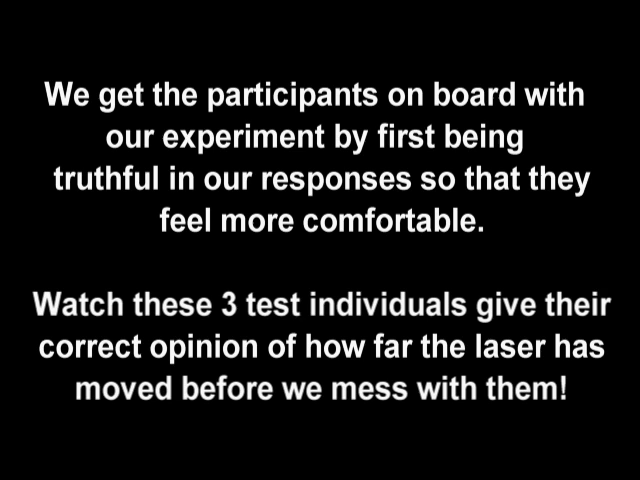 We get the participants on board with
our experiment by first being
truthful in our responses so that they
feel more comfortable.
Watch these 3 test individuals give their
correct opinion of how far the laser has
moved before we mess with them!